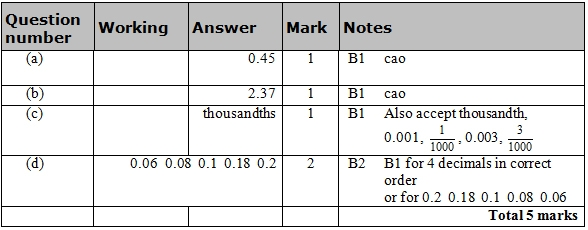 Question number Working Answer Mark Notes
(a) 0.45 1 B1 cao
(b) 2.37 1 B1 cao
(c) thousandths 1 B1 Also accept thousandth,
0.001, 1/1000, 0.003, 3/1000
(d) 0.06 0.08 0.1 0.18 0.2 2 B2 B1 for 4 decimals in correct
order
or for 0.2 0.18 0.1 0.08 0.06
Total 5 marks